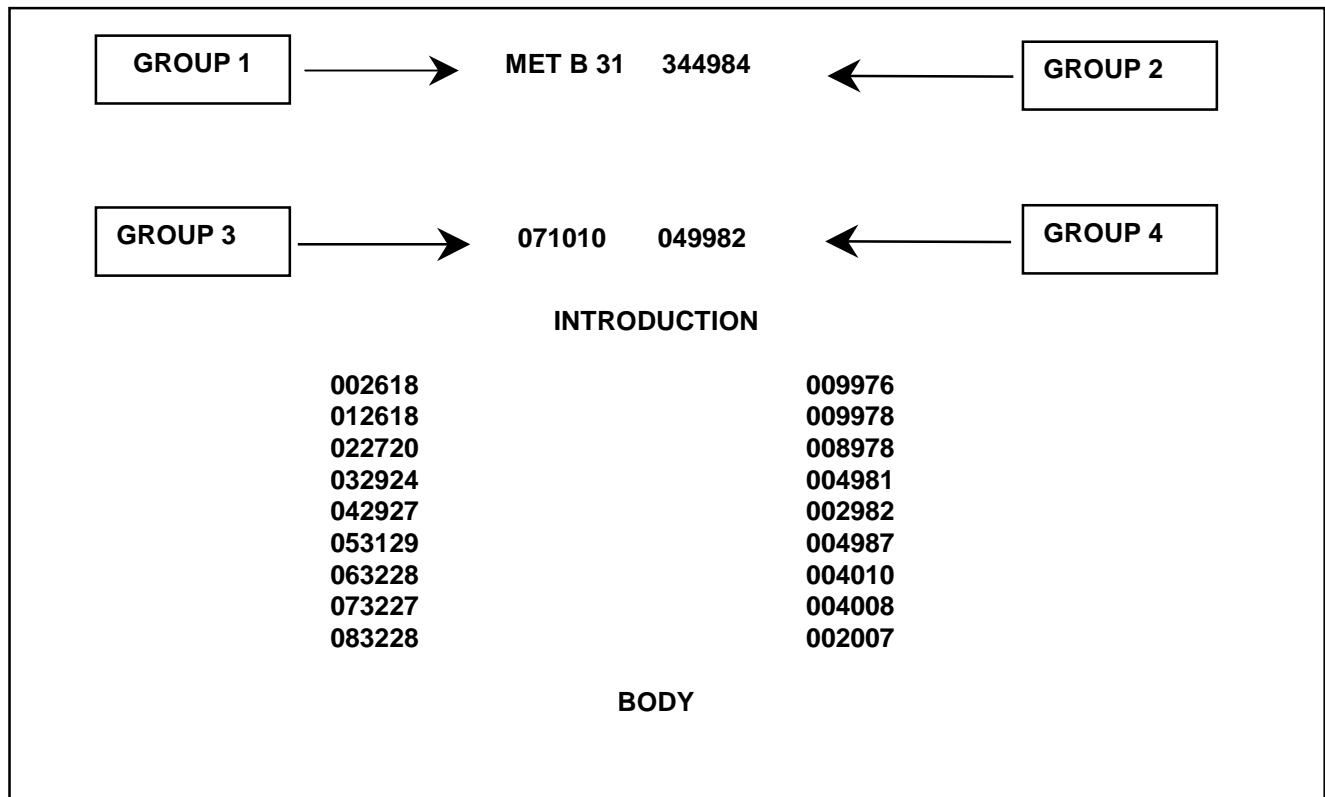 GROUP 1 MET B 31 344984 GROUP 2
GROUP 3 071010 049982 GROUP 4
INTRODUCTION
002618 009976
012618 009978
022720 008978
032924 004981
042927 002982
053129 004987
063228 004010
073227 004008
083228 002007
BODY